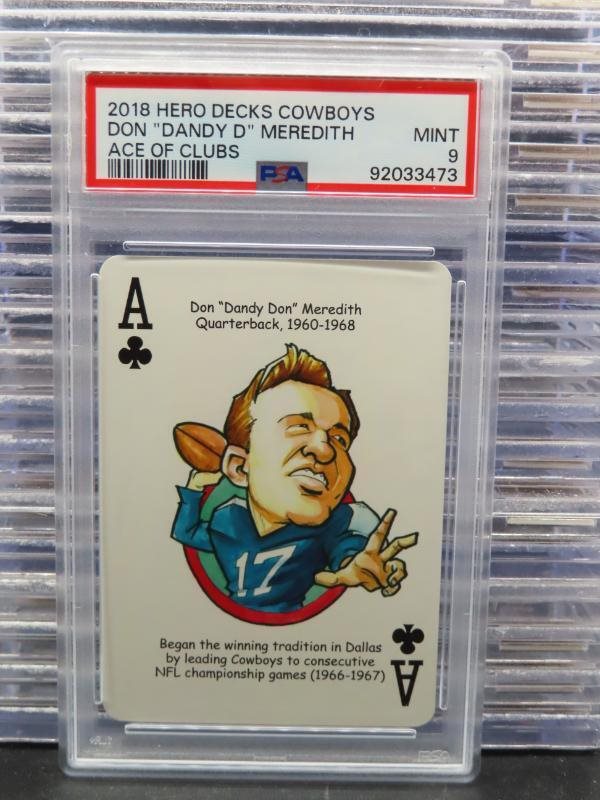 2018 HERO DECKS COWBOYS
DON "DANDY D" MEREDITH MINT
ACE OF CLUBS 9
PSA 92033473
A
Don “Dandy Don” Meredith
Quarterback, 1960-1968
17
Began the winning tradition in Dallas
by leading Cowboys to consecutive
NFL championship games (1966-1967)
A
PSA